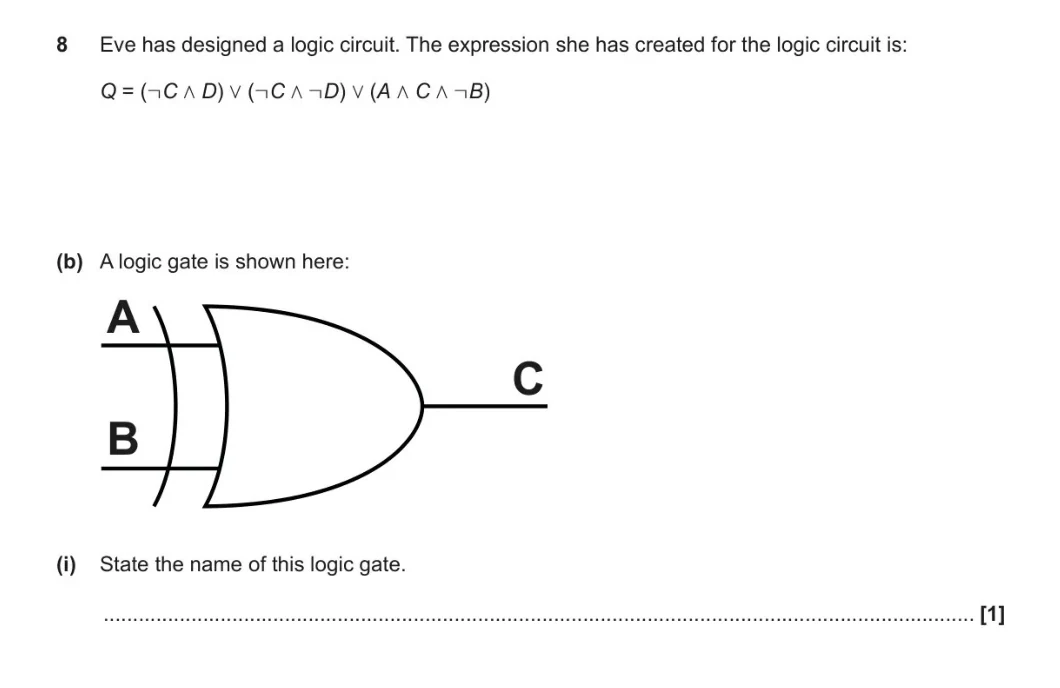 8 Eve has designed a logic circuit. The expression she has created for the logic circuit is:
Q = (¬C ∧ D) ∨ (¬C ∧ ¬D) ∨ (A ∧ C ∧ ¬B)
(b) A logic gate is shown here:
A
C
B
(i) State the name of this logic gate.
.......................................................................................................................................................... [1]